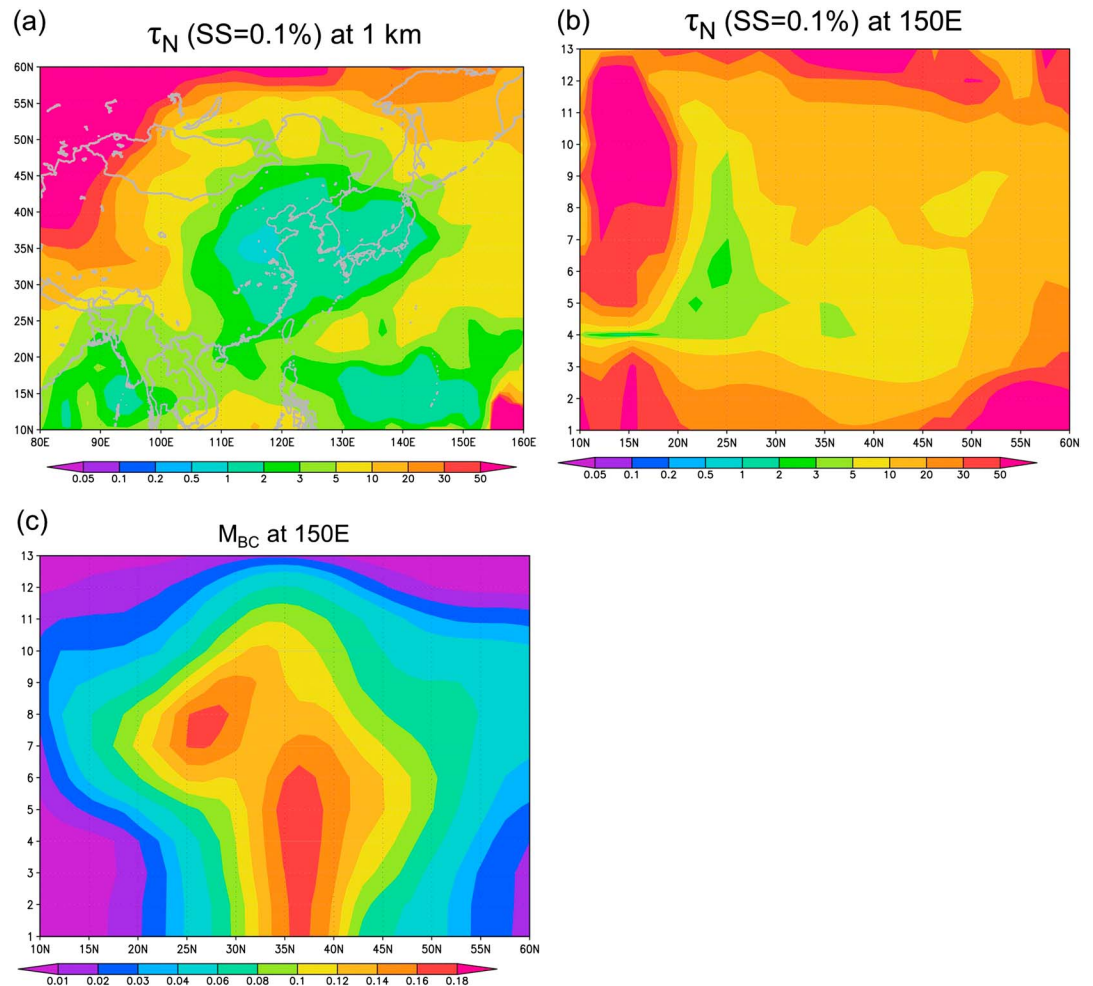 (a)
τN (SS=0.1%) at 1 km
60N
55N
50N
45N
40N
35N
30N
25N
20N
15N
10N
80E 90E 100E 110E 120E 130E 140E 150E 160E
0.05 0.1 0.2 0.5 1 2 3 5 10 20 30 50
(b)
τN (SS=0.1%) at 150E
13
12
11
10
9
8
7
6
5
4
3
2
1
10N 15N 20N 25N 30N 35N 40N 45N 50N 55N 60N
0.05 0.1 0.2 0.5 1 2 3 5 10 20 30 50
(c)
MBC at 150E
13
12
11
10
9
8
7
6
5
4
3
2
1
10N 15N 20N 25N 30N 35N 40N 45N 50N 55N 60N
0.01 0.02 0.03 0.04 0.06 0.08 0.1 0.12 0.14 0.16 0.18